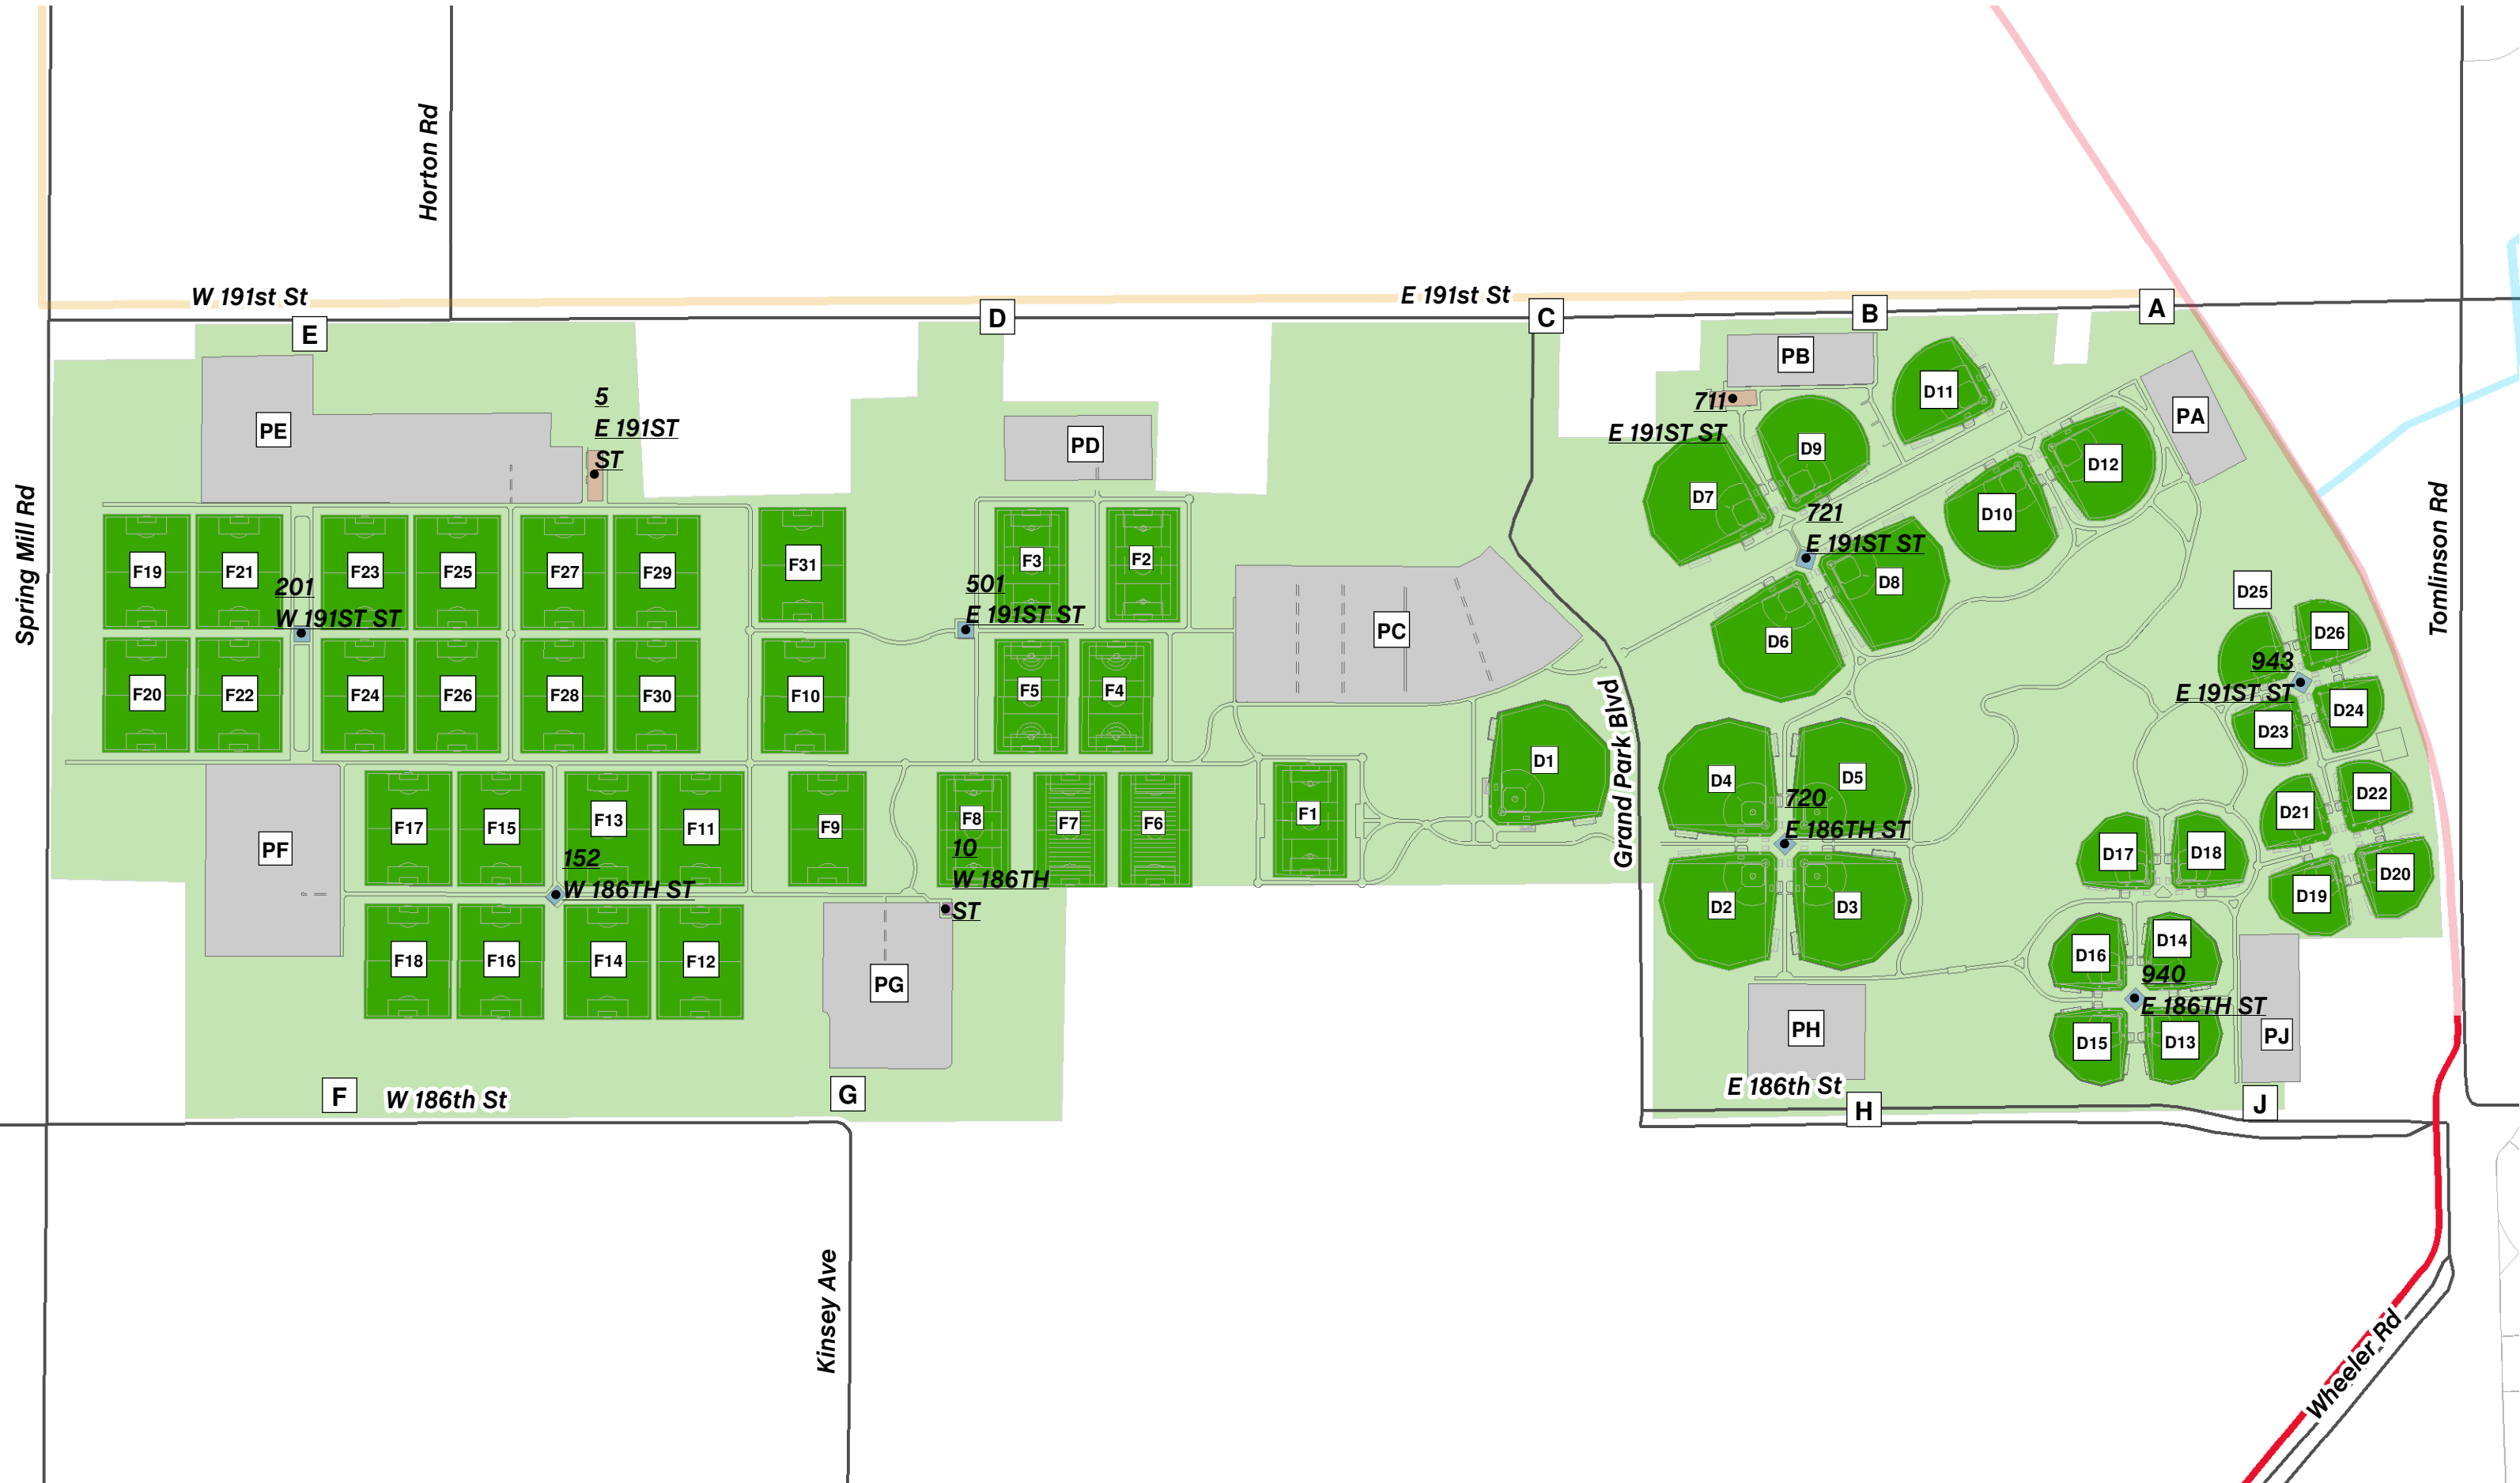 Horton Rd
W 191st St
E 191st St
E
D
C
B
A
PB
PE
PD
PA
5
E 191ST
ST
711
E 191ST ST
D11
D9
D12
D7
D10
Spring Mill Rd
Tomlinson Rd
F19
F21
F23
F25
F27
F29
F31
F3
F2
721
E 191ST ST
D8
D25
201
W 191ST ST
501
E 191ST ST
PC
D6
D26
943
E 191ST ST
F20
F22
F24
F26
F28
F30
F10
F5
F4
D24
D23
Grand Park Blvd
D1
D4
D5
D22
D21
720
E 186TH ST
PF
F17
F15
F13
F11
F9
F8
F7
F6
F1
D17
D18
D20
D19
152
W 186TH ST
10
W 186TH
ST
D2
D3
F18
F16
F14
F12
PG
D16
D14
940
E 186TH ST
PH
D15
D13
PJ
F
W 186th St
G
E 186th St
H
J
Kinsey Ave
Wheeler Rd